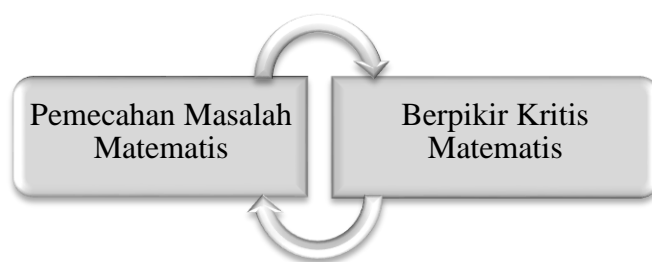 Pemecahan Masalah
Matematis
Berpikir Kritis
Matematis